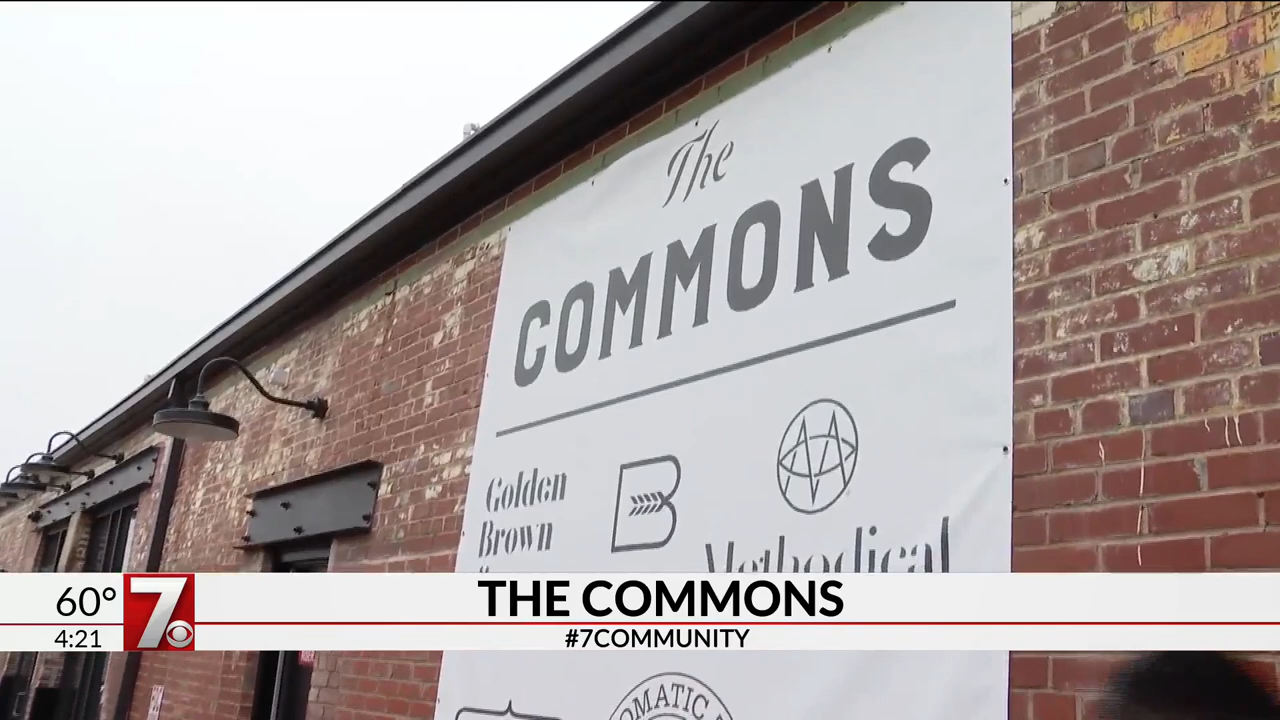 The
COMMONS
Golden
Brown
B
Methodical
60°
7
THE COMMONS
4:21
#7COMMUNITY